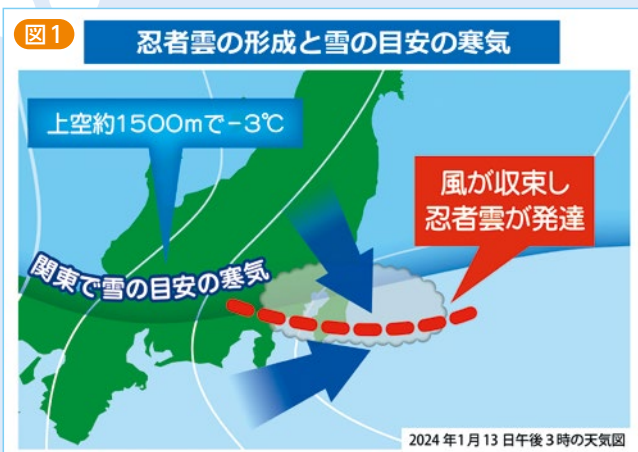 図1
忍者雲の形成と雪の目安の寒気
上空約1500mで-3℃
風が収束し
忍者雲が発達
関東で雪の目安の寒気
2024年1月13日午後3時の天気図